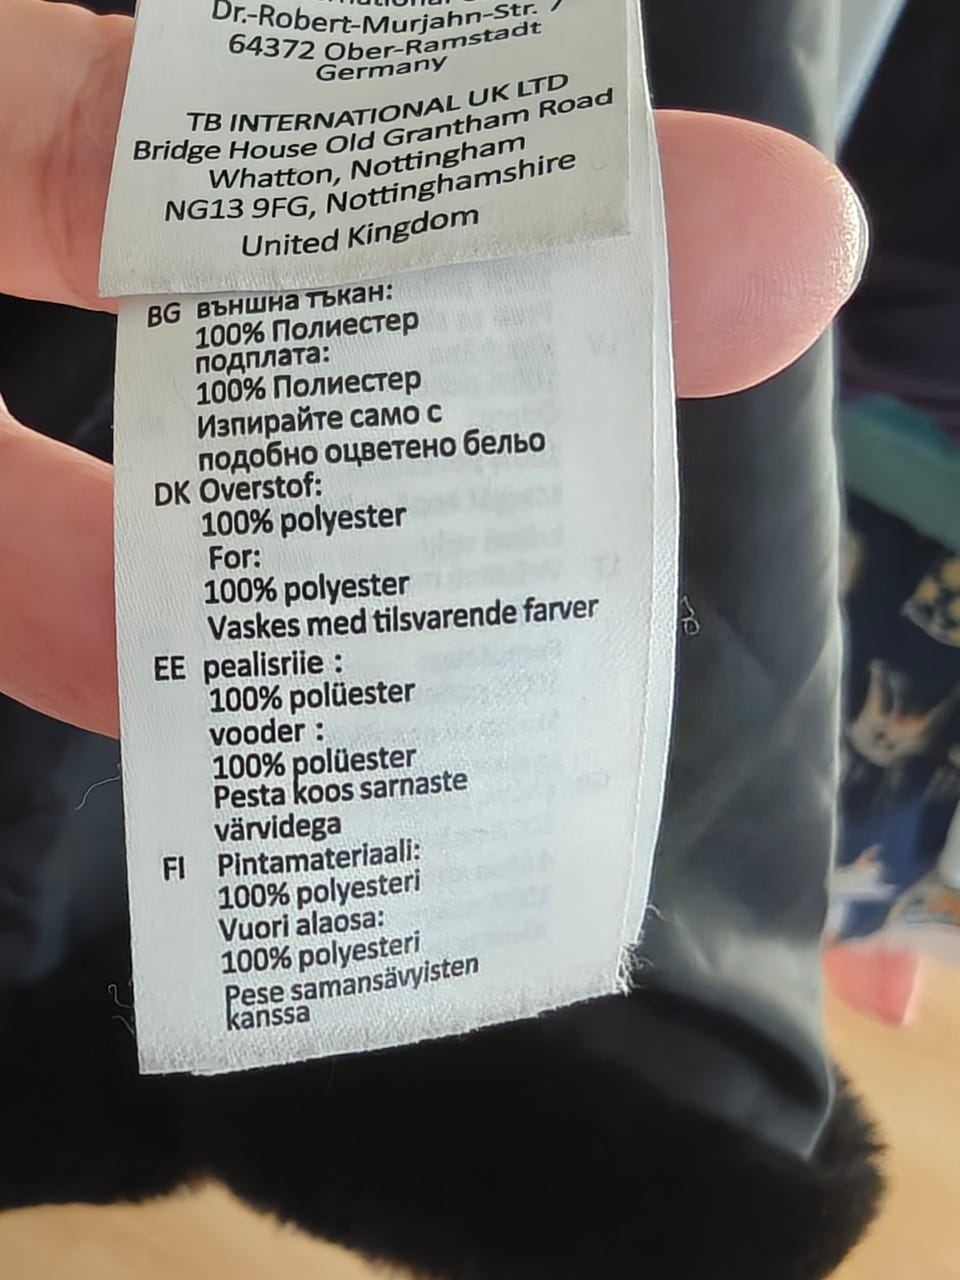 Dr.-Robert-Murjahn-Str. 7
64372 Ober-Ramstadt
Germany
TB INTERNATIONAL UK LTD
Bridge House Old Grantham Road
Whatton, Nottingham
NG13 9FG, Nottinghamshire
United Kingdom
BG външна тъкан:
100% Полиестер
подплата:
100% Полиестер
Изпирайте само с
подобно оцветено бельо
DK Overstof:
100% polyester
For:
100% polyester
Vaskes med tilsvarende farver
EE pealisriie :
100% polüester
vooder :
100% polüester
Pesta koos sarnaste
värvidega
FI Pintamateriaali:
100% polyesteri
Vuori alaosa:
100% polyesteri
Pese samansävyisten
kanssa